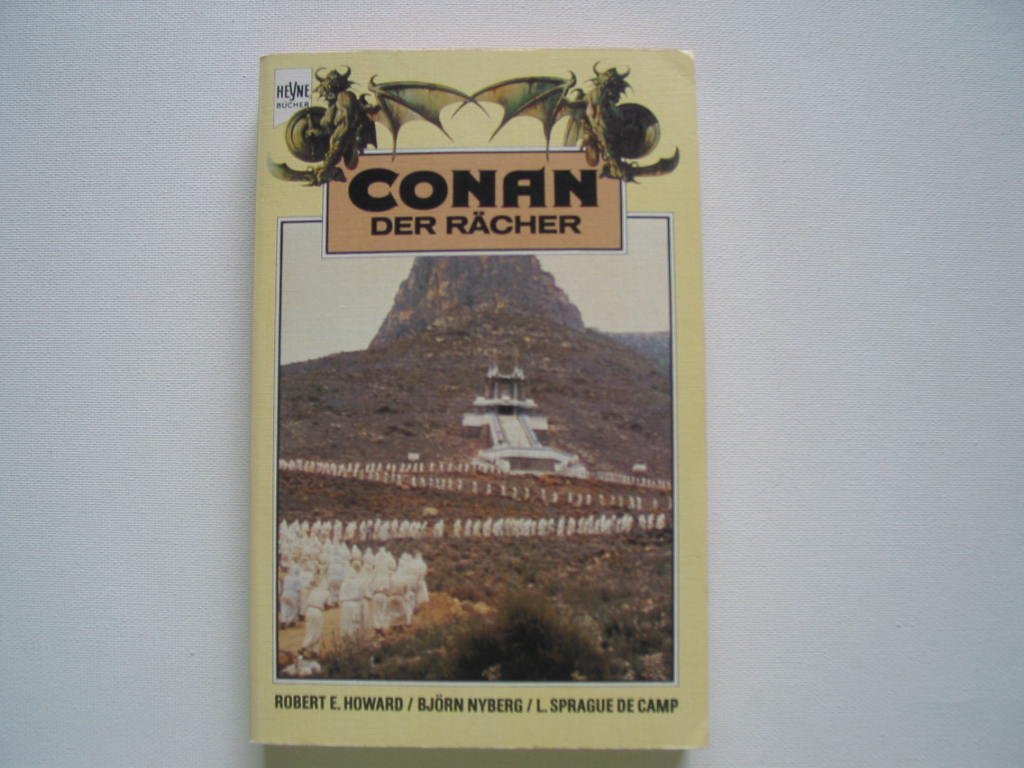 HEYNE
BÜCHER
CONAN
DER RÄCHER
ROBERT E. HOWARD / BJÖRN NYBERG / L. SPRAGUE DE CAMP